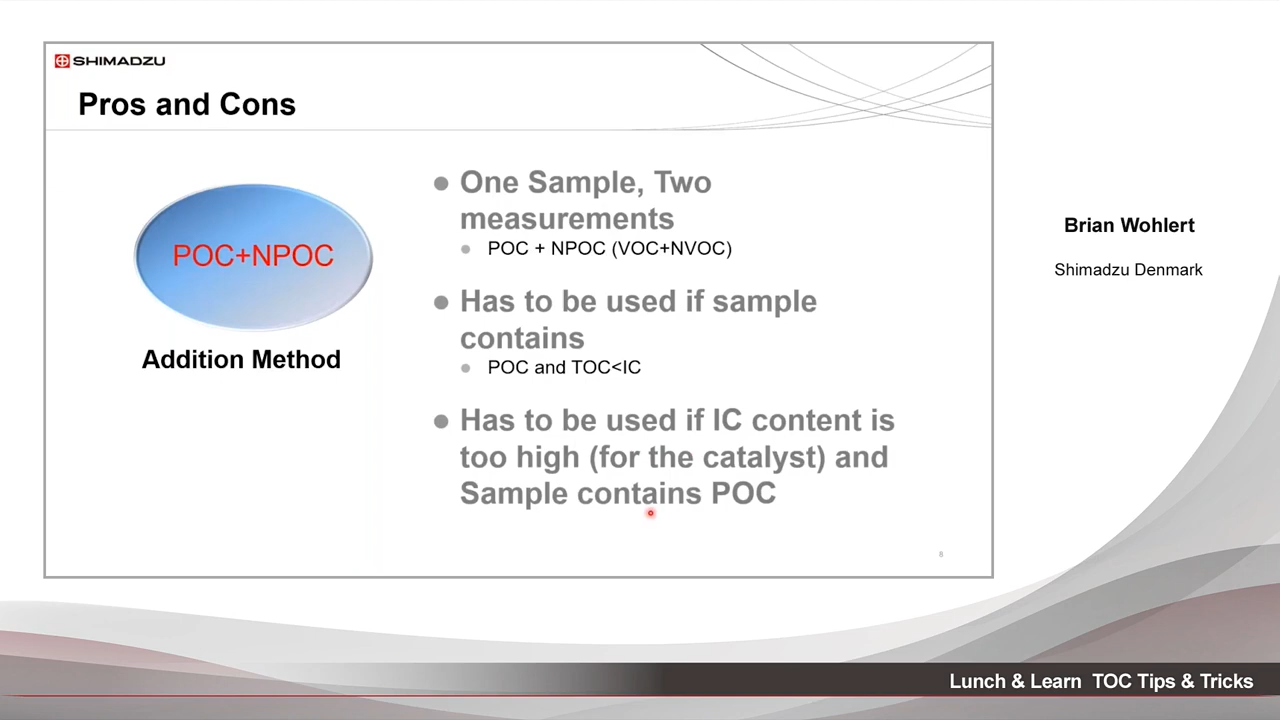 SHIMADZU
Pros and Cons
POC+NPOC
Addition Method
One Sample, Two
measurements
POC + NPOC (VOC+NVOC)
Has to be used if sample
contains
POC and TOC<IC
Has to be used if IC content is
too high (for the catalyst) and
Sample contains POC
8
Brian Wohlert
Shimadzu Denmark
Lunch & Learn TOC Tips & Tricks